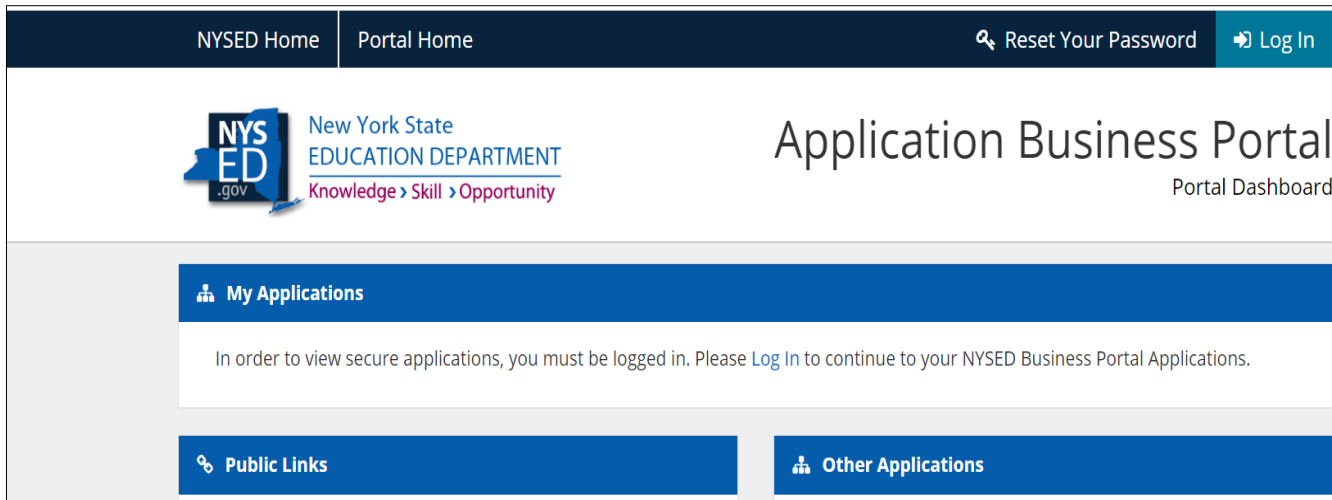 NYSED Home Portal Home Reset Your Password Log In
NYS
ED
.gov
New York State
EDUCATION DEPARTMENT
Knowledge › Skill › Opportunity
Application Business Portal
Portal Dashboard
My Applications
In order to view secure applications, you must be logged in. Please Log In to continue to your NYSED Business Portal Applications.
Public Links
Other Applications